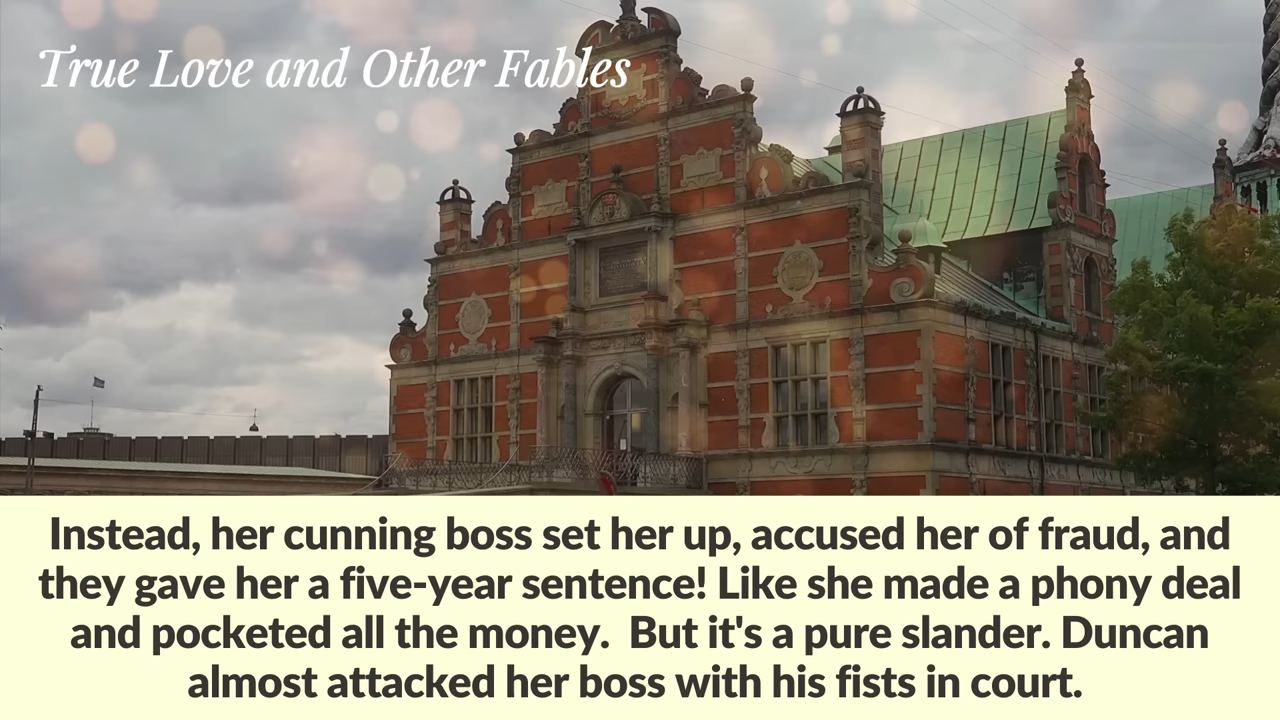 True Love and Other Fables
Instead, her cunning boss set her up, accused her of fraud, and
they gave her a five-year sentence! Like she made a phony deal
and pocketed all the money.  But it's a pure slander. Duncan
almost attacked her boss with his fists in court.